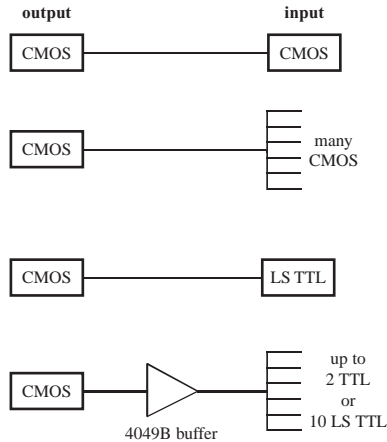 output input
CMOS CMOS
CMOS many
CMOS
CMOS LS TTL
CMOS up to
2 TTL
or
10 LS TTL
4049B buffer